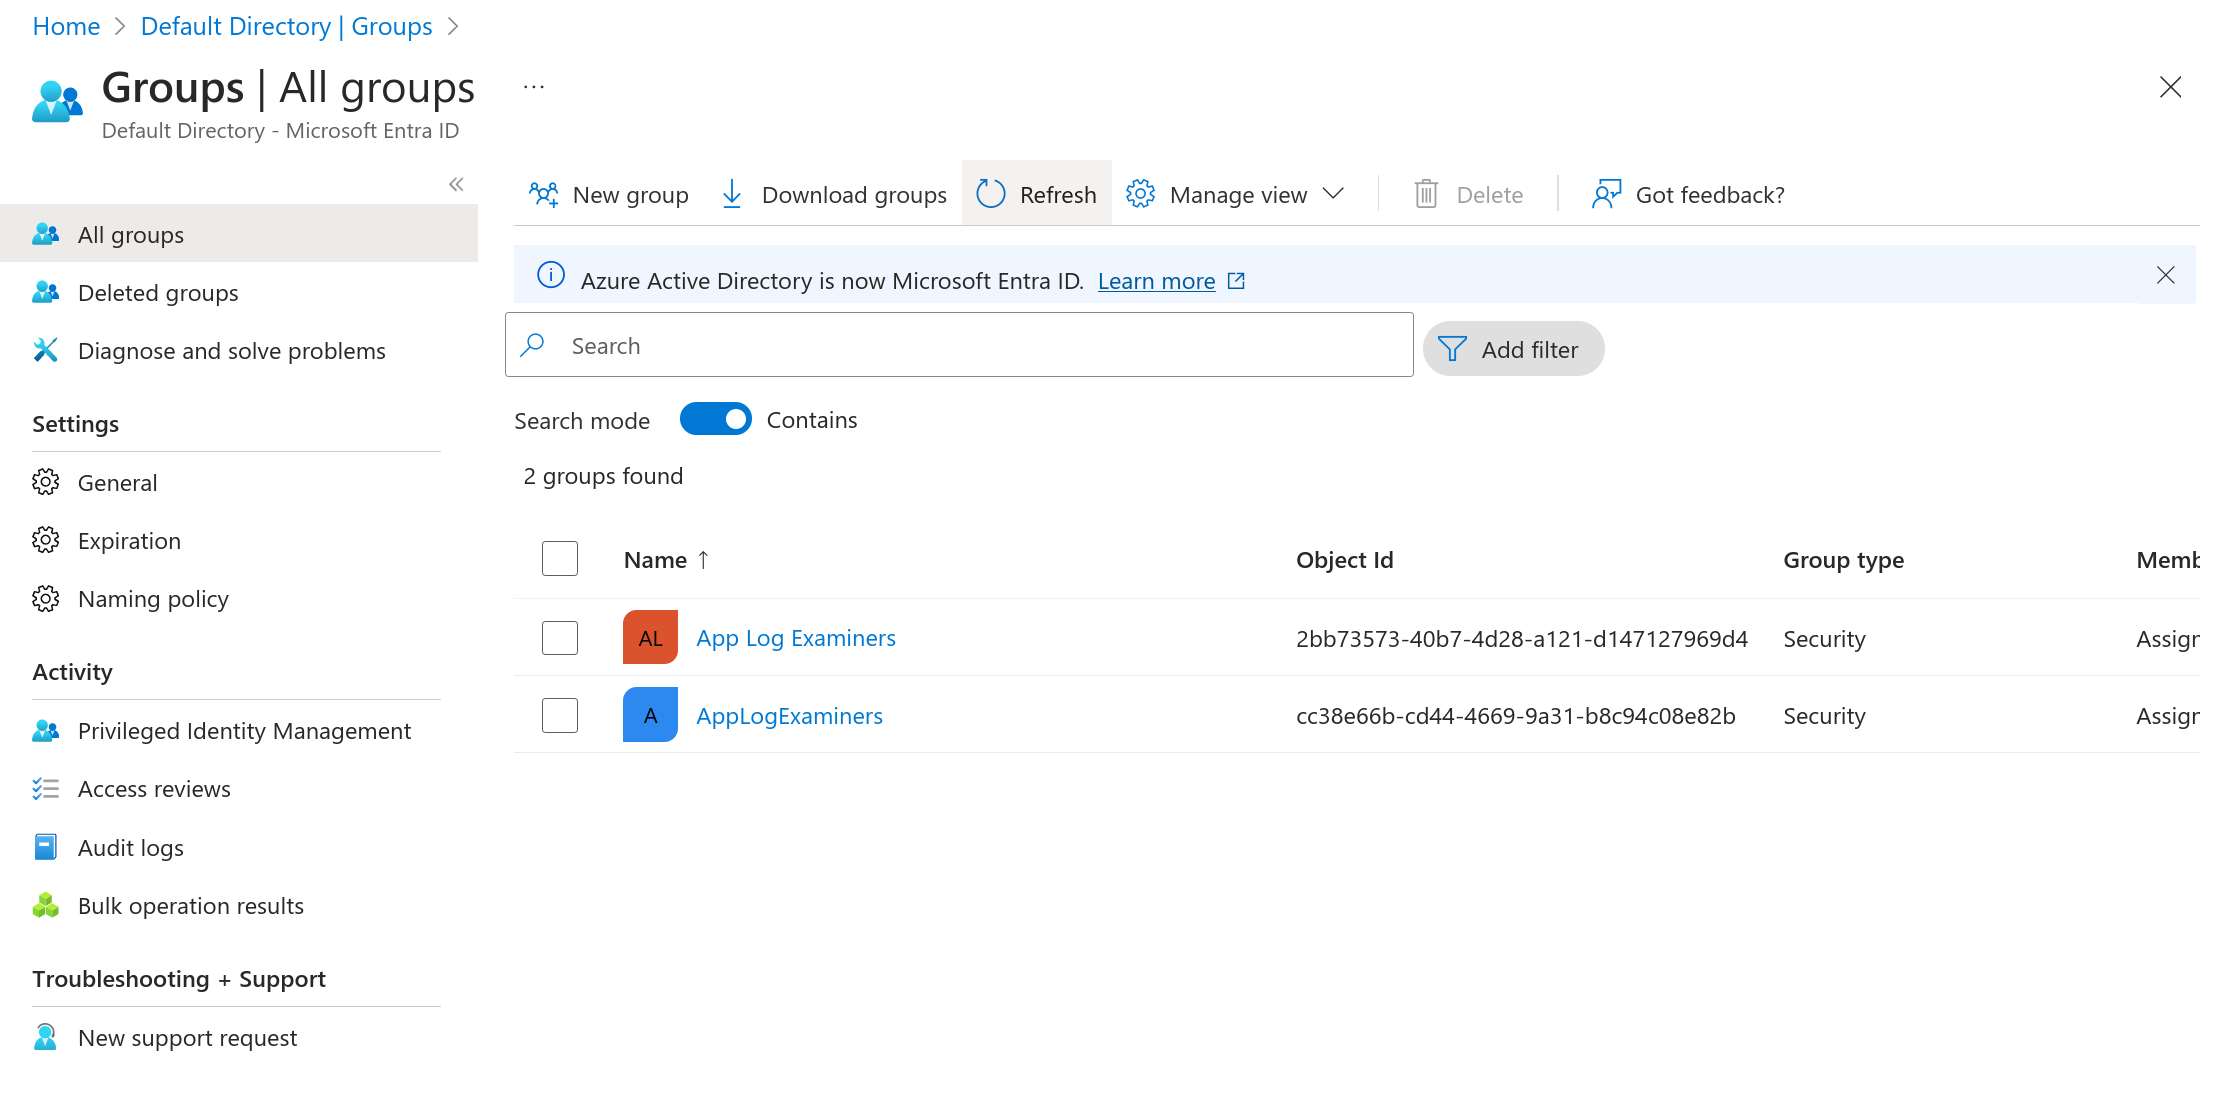 Home > Default Directory | Groups >
Groups | All groups ...
Default Directory - Microsoft Entra ID
«
All groups
Deleted groups
Diagnose and solve problems
Settings
General
Expiration
Naming policy
Activity
Privileged Identity Management
Access reviews
Audit logs
Bulk operation results
Troubleshooting + Support
New support request
New group Download groups Refresh Manage view Delete Got feedback?
Azure Active Directory is now Microsoft Entra ID. Learn more
Search Add filter
Search mode Contains
2 groups found
Name ↑ Object Id Group type Memb
AL App Log Examiners 2bb73573-40b7-4d28-a121-d147127969d4 Security Assign
A AppLogExaminers cc38e66b-cd44-4669-9a31-b8c94c08e82b Security Assign